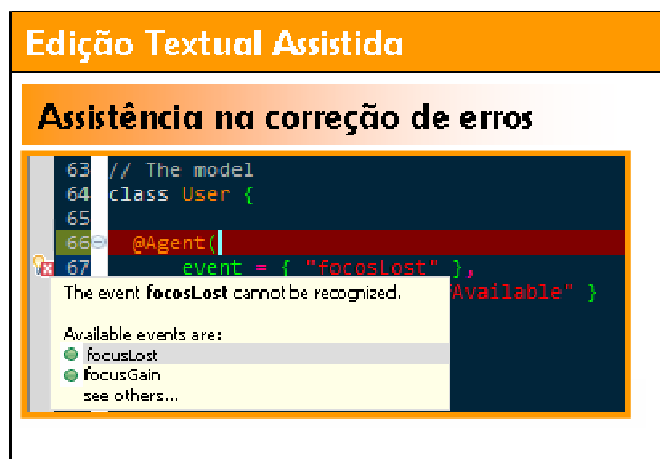 Edição Textual Assistida
Assistência na correção de erros
63 // The model
64 class User {
65
66 @Agent(
67 event = { "focosLost" },
Available" }
The event focosLost cannot be recognized.
Available events are:
focusLost
focusGain
see others...